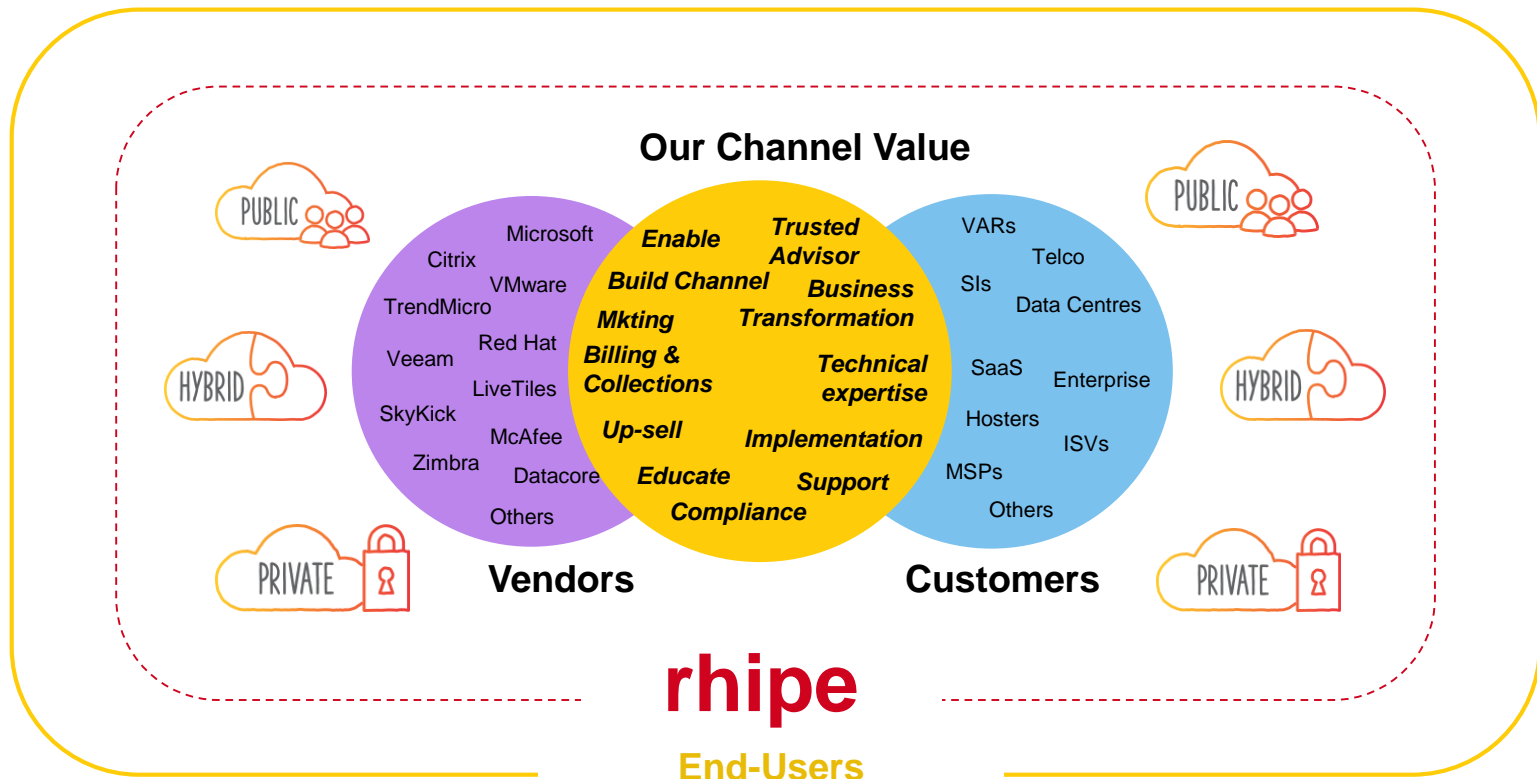 Our Channel Value
PUBLIC
HYBRID
PRIVATE
Microsoft
Citrix
VMware
TrendMicro
Red Hat
Veeam
LiveTiles
SkyKick
McAfee
Zimbra
Datacore
Others
Vendors
Enable
Trusted
Advisor
Build Channel
Business
Transformation
Mkting
Billing &
Collections
Technical
expertise
Up-sell
Implementation
Educate
Support
Compliance
VARs
Telco
SIs
Data Centres
SaaS
Enterprise
Hosters
ISVs
MSPs
Others
Customers
PUBLIC
HYBRID
PRIVATE
rhipe
End-Users